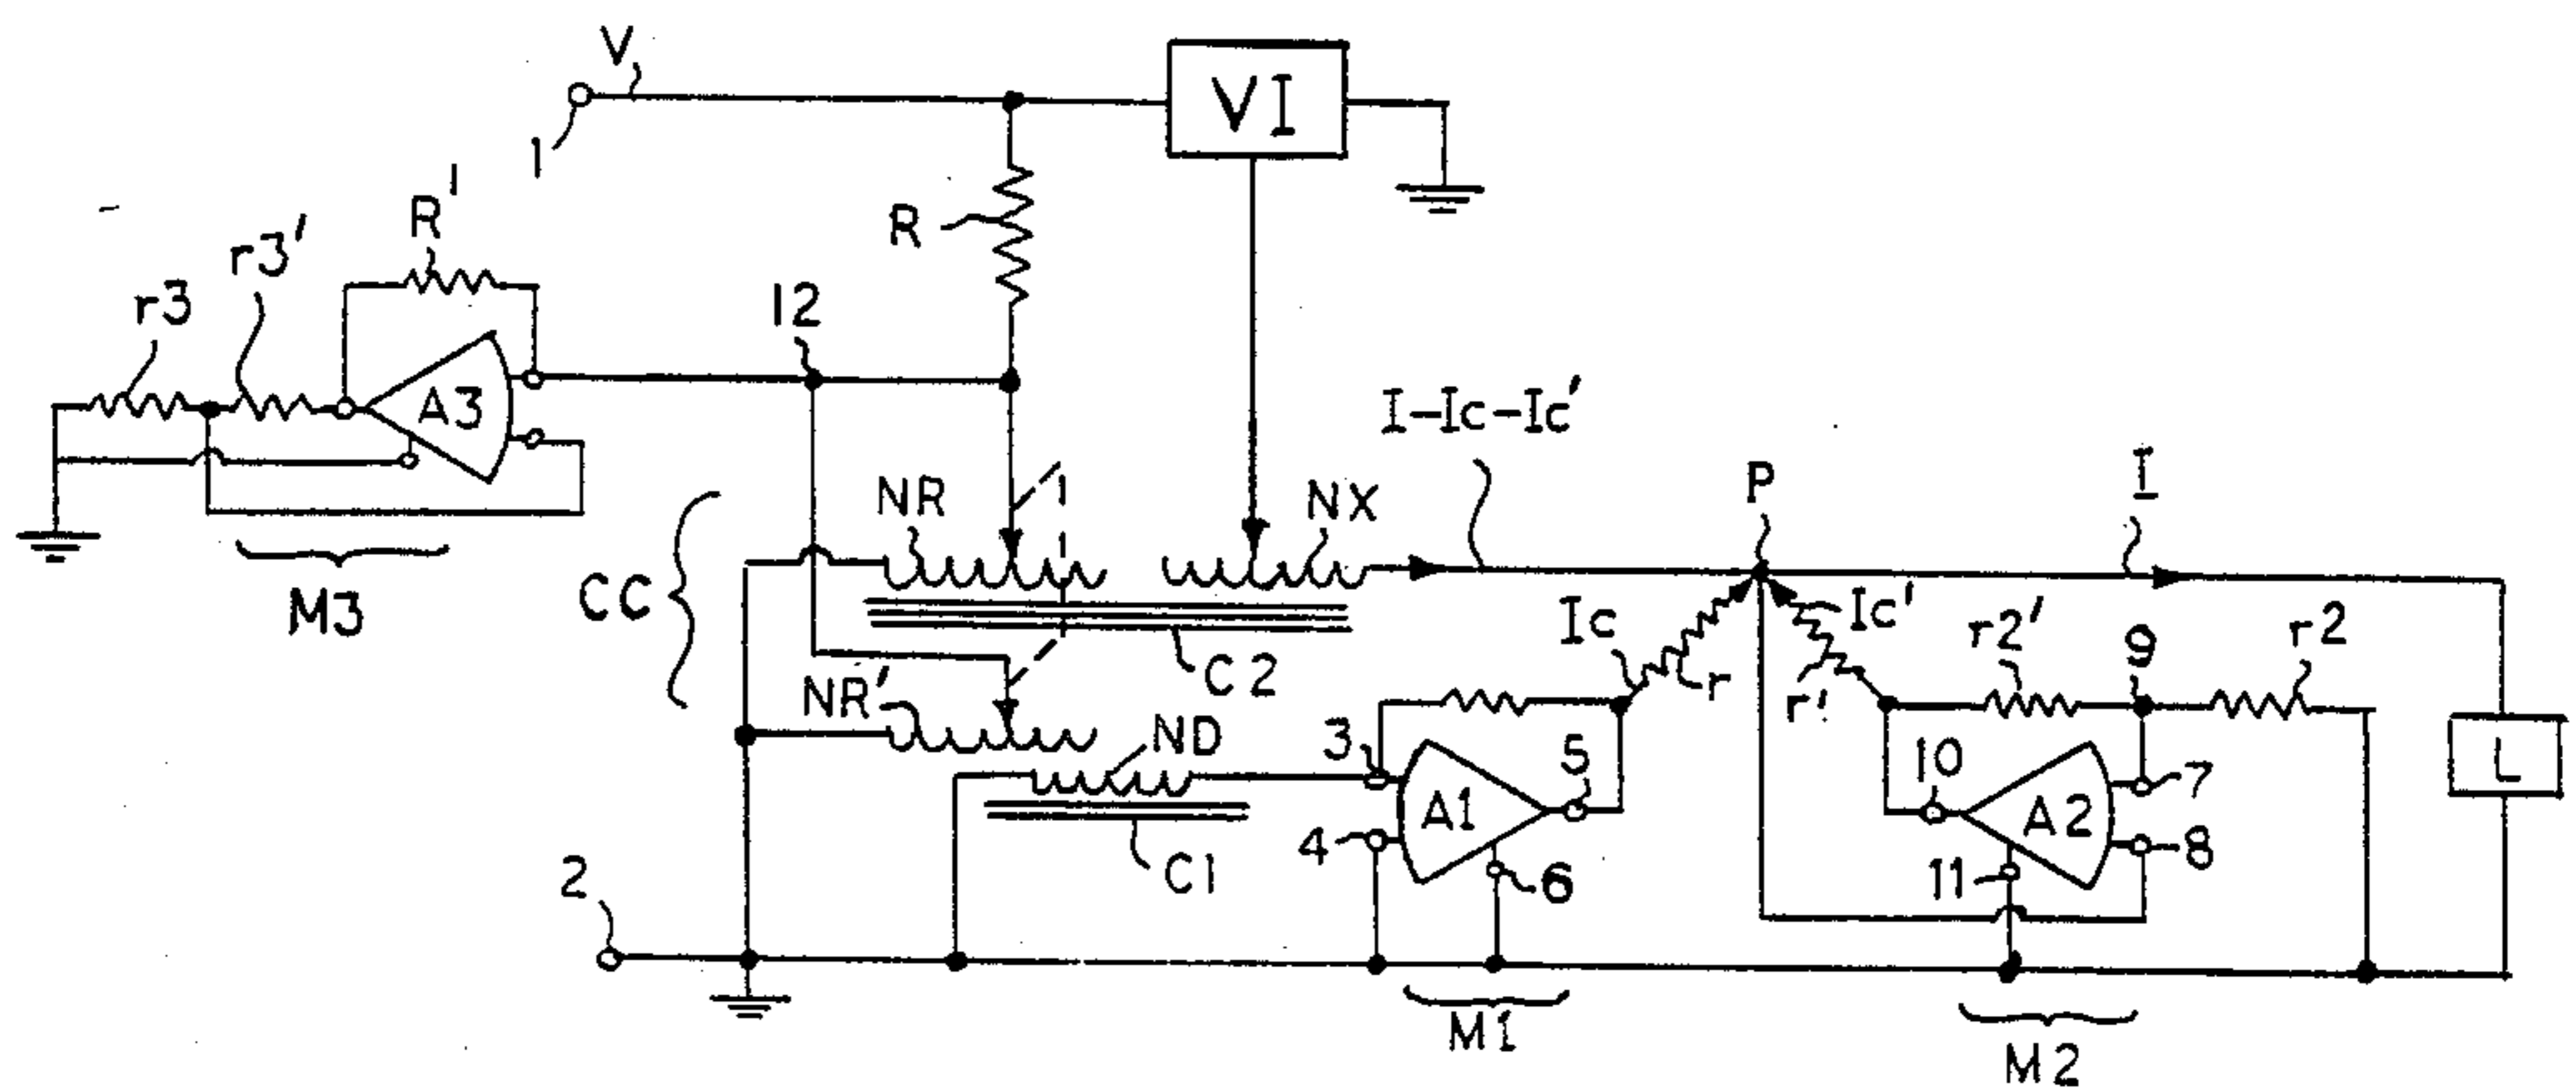 V
VI
1
R'
R
r3'
r3
12
A3
I-Ic-Ic'
I
P
NR
NX
M3
CC
Ic
Ic'
r2'
9
r2
C2
r
r'
NR'
ND
3
5
10
7
L
A1
A2
4
8
C1
6
11
2
M1
M2